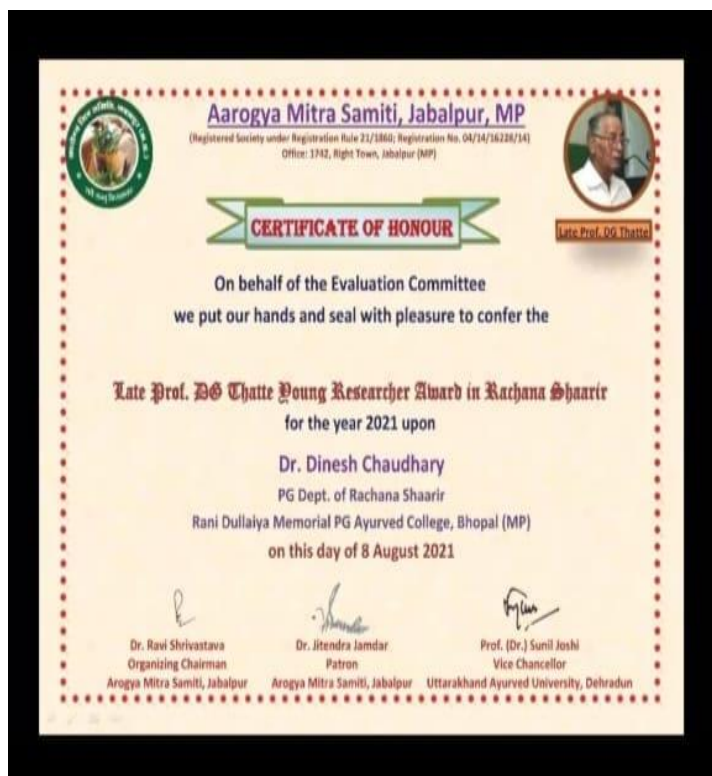 Aarogya Mitra Samiti, Jabalpur, MP
(Registered Society under Registration Rule 21/1860; Registration No. 04/14/16228/14)
Office: 1742, Right Town, Jabalpur (MP)
Late Prof. DG Thatte
CERTIFICATE OF HONOUR
On behalf of the Evaluation Committee
we put our hands and seal with pleasure to confer the
Late Prof. DG Thatte Young Researcher Award in Rachana Shaarir
for the year 2021 upon
Dr. Dinesh Chaudhary
PG Dept. of Rachana Shaarir
Rani Dullaiya Memorial PG Ayurved College, Bhopal (MP)
on this day of 8 August 2021
Dr. Ravi Shrivastava
Organizing Chairman
Arogya Mitra Samiti, Jabalpur
Dr. Jitendra Jamdar
Patron
Arogya Mitra Samiti, Jabalpur
Prof. (Dr.) Sunil Joshi
Vice Chancellor
Uttarakhand Ayurved University, Dehradun